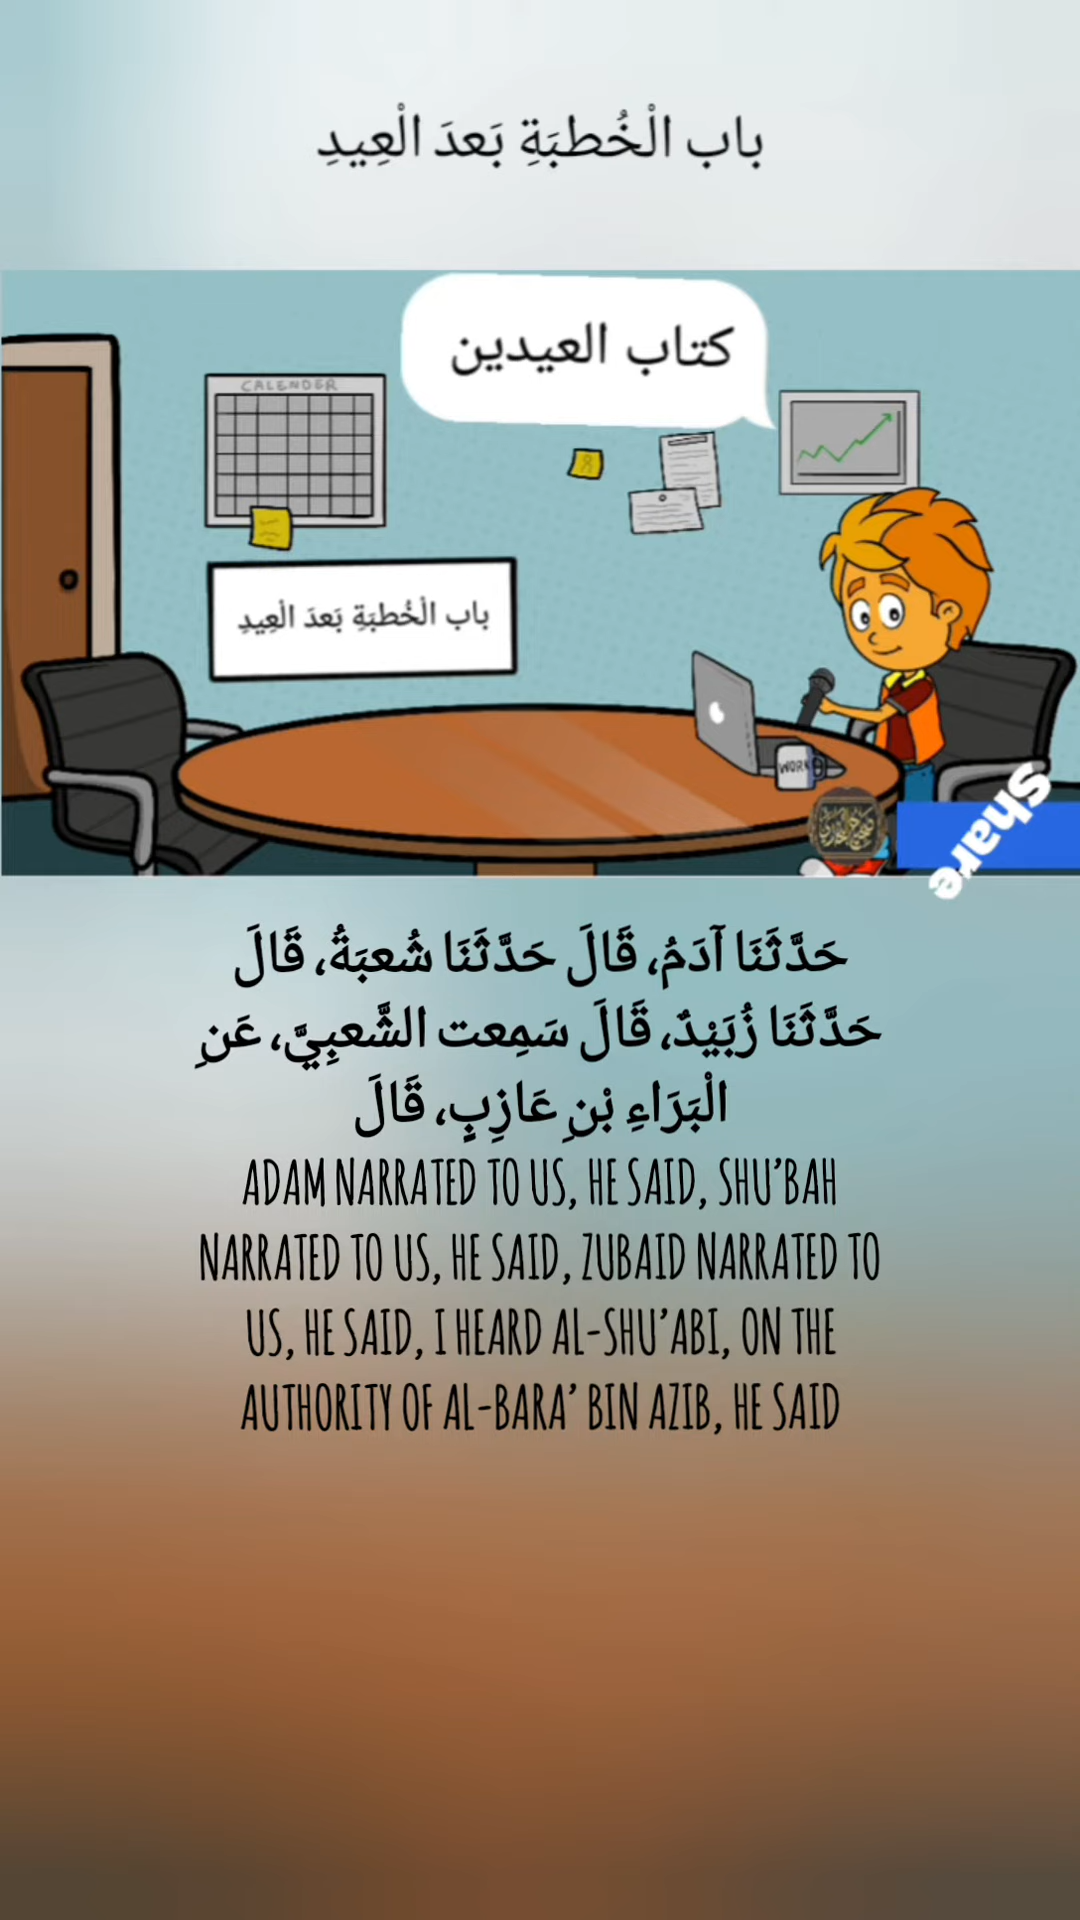 باب الْخُطبَةِ بَعدَ الْعِيدِ
كتاب العيدين
CALENDER
باب الْخُطبَةِ بَعدَ الْعِيدِ
WORK
Share
حَدَّثَنَا آدَمُ، قَالَ حَدَّثَنَا شُعبَةُ، قَالَ
حَدَّثَنَا زُبَيْدٌ، قَالَ سَمِعت الشَّعبِيَّ، عَنِ
الْبَرَاءِ بْنِ عَازِبٍ، قَالَ
ADAM NARRATED TO US, HE SAID, SHU’BAH
NARRATED TO US, HE SAID, ZUBAID NARRATED TO
US, HE SAID, I HEARD AL-SHU’ABI, ON THE
AUTHORITY OF AL-BARA’ BIN AZIB, HE SAID